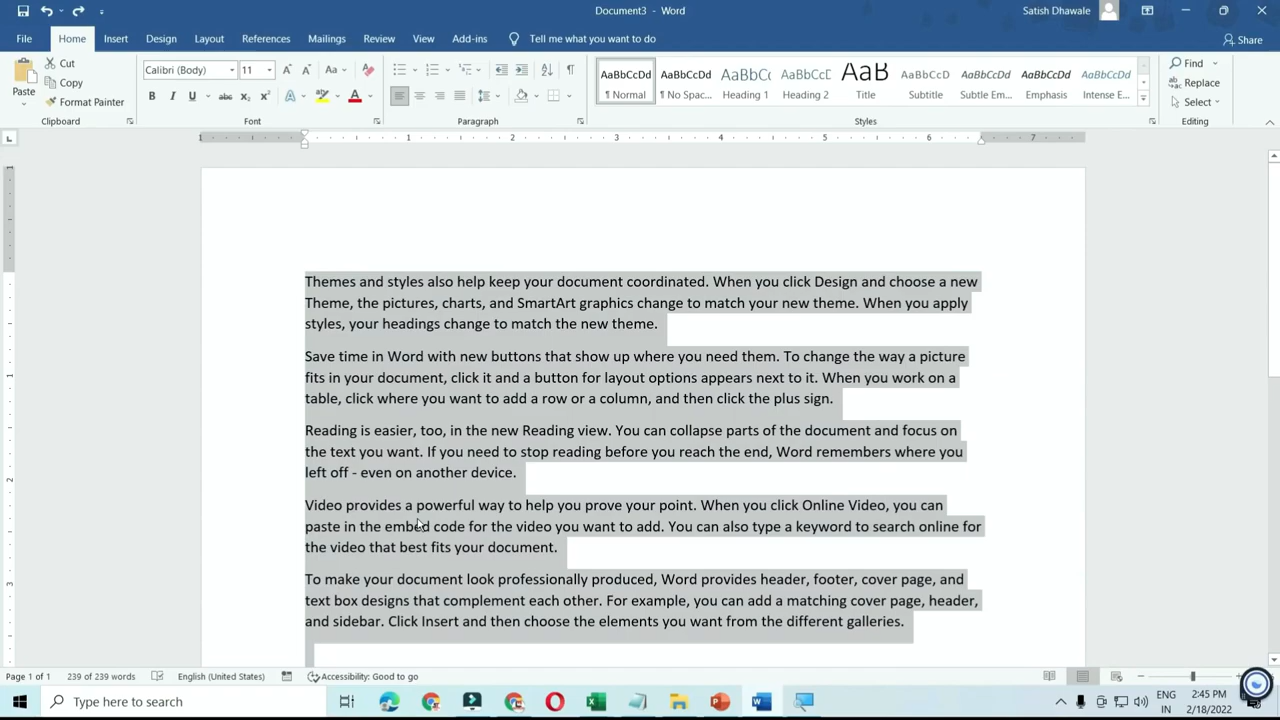 Document3 - Word
Satish Dhawale
File Home Insert Design Layout References Mailings Review View Add-ins Tell me what you want to do
Share
Paste
Cut
Copy
Format Painter
Clipboard
Calibri (Body) 11
Aa
B I U abc x₂ x²
Font
Paragraph
AaBbCcDd ¶ Normal
AaBbCcDd ¶ No Spac...
AaBbCc Heading 1
AaBbCcD Heading 2
AaB Title
AaBbCcD Subtitle
AaBbCcDd Subtle Em...
AaBbCcDd Emphasis
AaBbCcDd Intense E...
Styles
Find
Replace
Select
Editing
1 1 2 3 4 5 6 7
Themes and styles also help keep your document coordinated. When you click Design and choose a new
Theme, the pictures, charts, and SmartArt graphics change to match your new theme. When you apply
styles, your headings change to match the new theme.
Save time in Word with new buttons that show up where you need them. To change the way a picture
fits in your document, click it and a button for layout options appears next to it. When you work on a
table, click where you want to add a row or a column, and then click the plus sign.
Reading is easier, too, in the new Reading view. You can collapse parts of the document and focus on
the text you want. If you need to stop reading before you reach the end, Word remembers where you
left off - even on another device.
Video provides a powerful way to help you prove your point. When you click Online Video, you can
paste in the embed code for the video you want to add. You can also type a keyword to search online for
the video that best fits your document.
To make your document look professionally produced, Word provides header, footer, cover page, and
text box designs that complement each other. For example, you can add a matching cover page, header,
and sidebar. Click Insert and then choose the elements you want from the different galleries.
Page 1 of 1 239 of 239 words English (United States) Accessibility: Good to go
Type here to search
ENG
IN
2:45 PM
2/18/2022